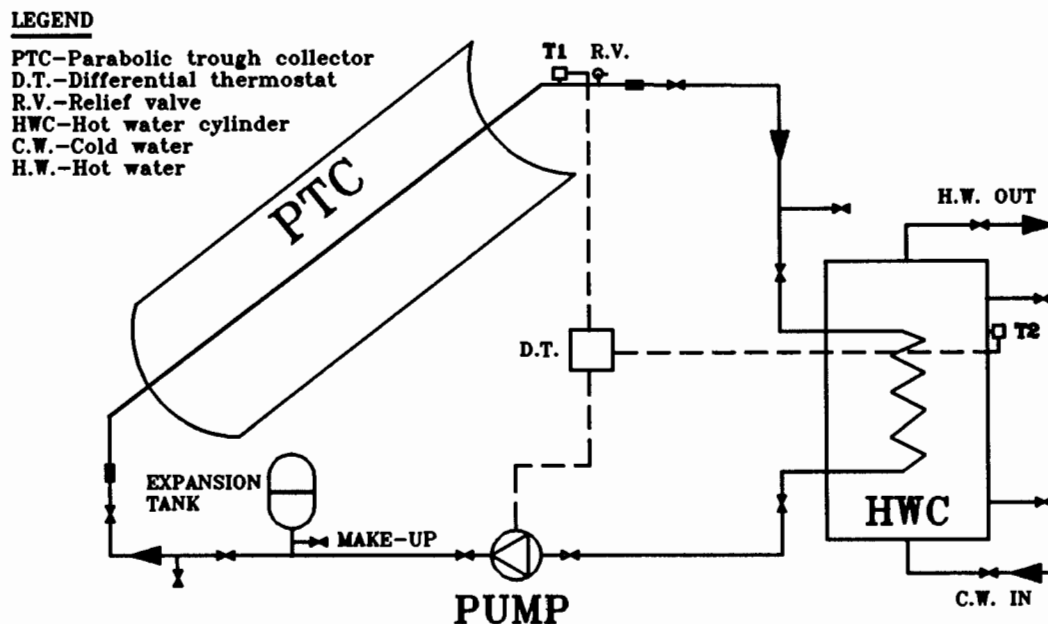 LEGEND
PTC-Parabolic trough collector
D.T.-Differential thermostat
R.V.-Relief valve
HWC-Hot water cylinder
C.W.-Cold water
H.W.-Hot water
T1 R.V.
PTC
H.W. OUT
T2
D.T.
EXPANSION
TANK
MAKE-UP
HWC
PUMP
C.W. IN